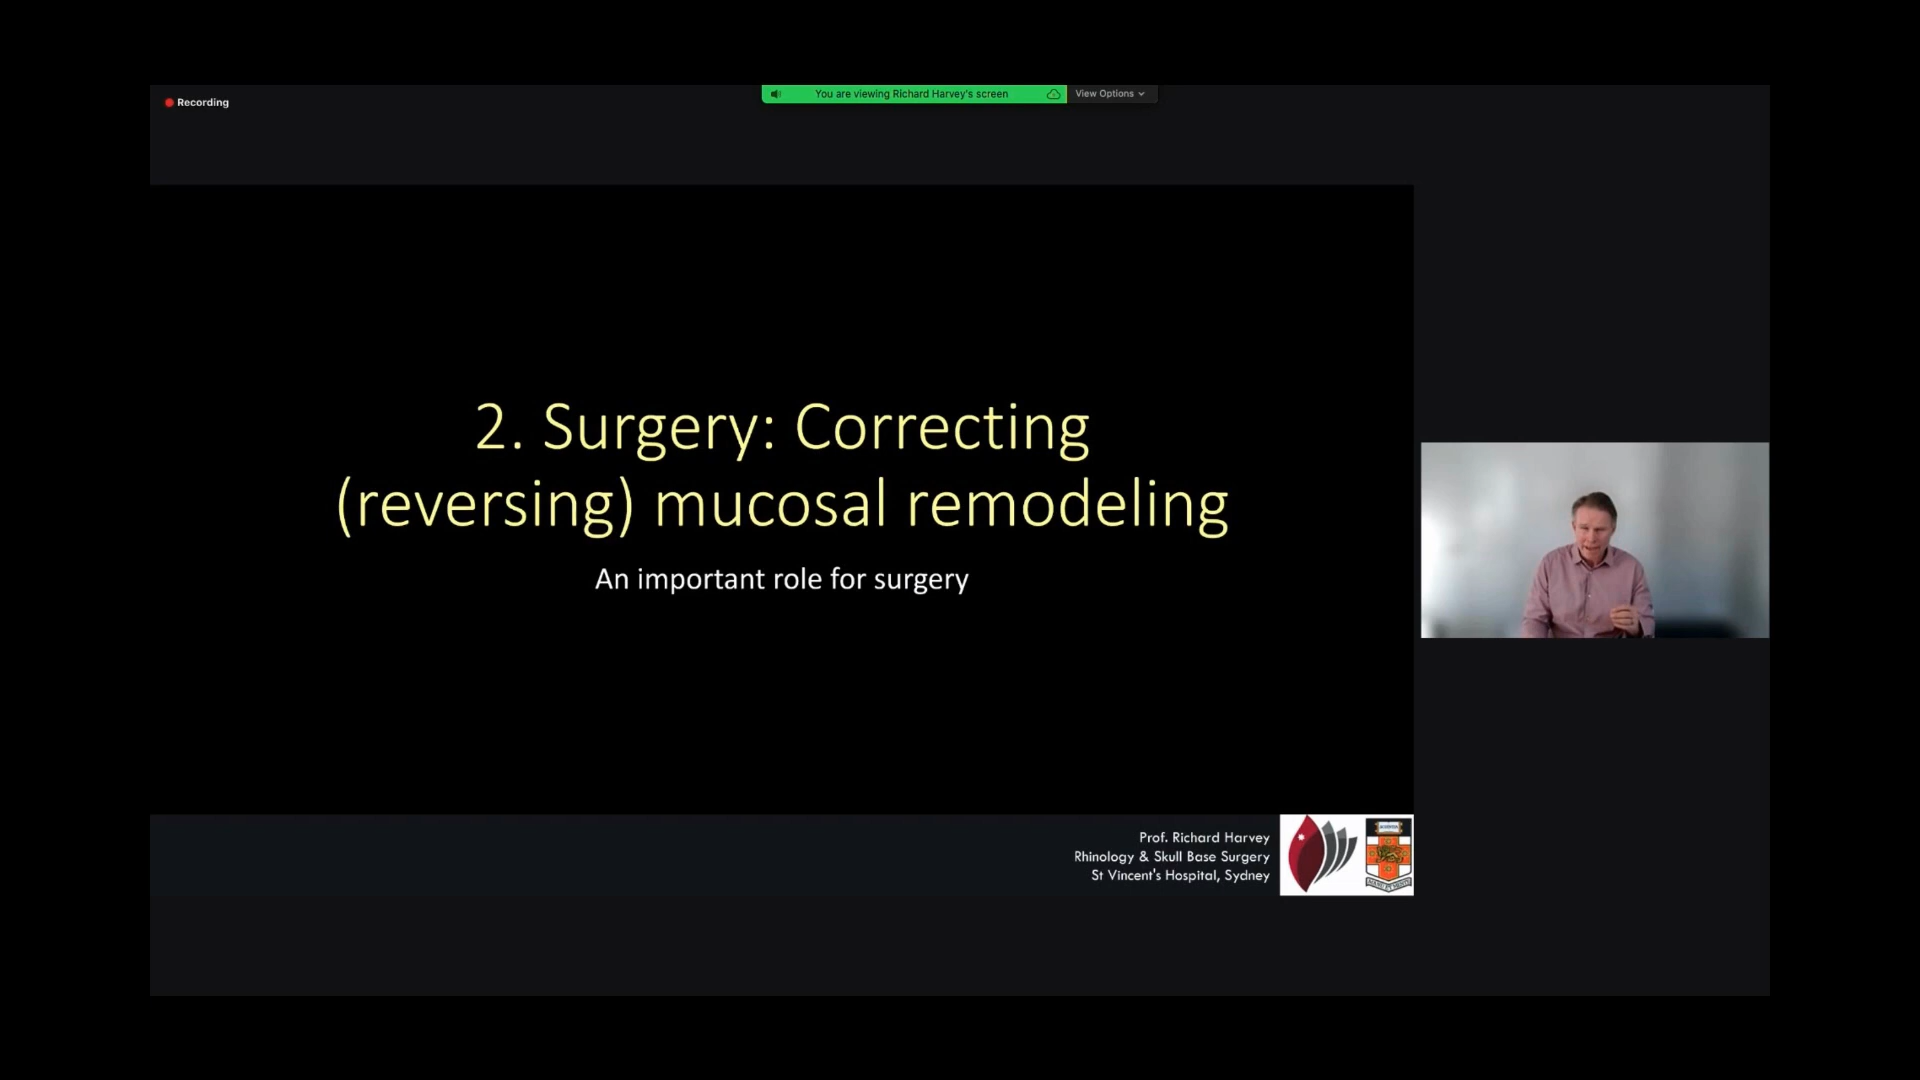 Recording
You are viewing Richard Harvey's screen
View Options
2. Surgery: Correcting
(reversing) mucosal remodeling
An important role for surgery
Prof. Richard Harvey
Rhinology & Skull Base Surgery
St Vincent's Hospital, Sydney